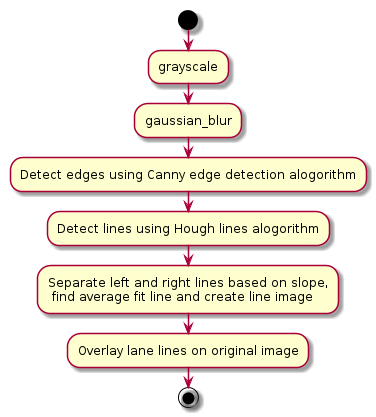 grayscale
gaussian_blur
Detect edges using Canny edge detection alogorithm
Detect lines using Hough lines alogorithm
Separate left and right lines based on slope,
find average fit line and create line image
Overlay lane lines on original image